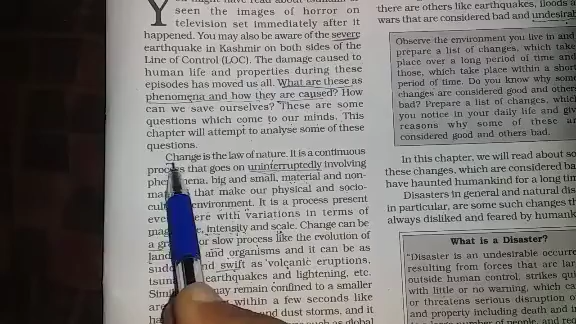 seen the images of horror on
television set immediately after it
happened. You may also be aware of the severe
earthquake in Kashmir on both sides of the
Line of Control (LOC). The damage caused to
human life and properties during these
episodes has moved us all. What are these as
phenomena and how they are caused? How
can we save ourselves? These are some
questions which come to our minds. This
chapter will attempt to analyse some of these
questions.
Change is the law of nature. It is a continuous
process that goes on uninterruptedly involving
big and small, material and non-
that make our physical and socio-
environment. It is a process present
with variations in terms of
intensity and scale. Change can be
or slow process like the evolution of
and organisms and it can be as
and swift as volcanic eruptions,
earthquakes and lightening, etc.
may remain confined to a smaller
within a few seconds like
and dust storms, and it
as global
there are others like earthquakes, floods
wars that are considered bad and
Observe the environment you live in and
prepare a list of changes, which take
place over a long period of time and
those, which take place within a short
period of time. Do you know why some
changes are considered good and others
bad? Prepare a list of changes, which
you notice in your daily life and give
reasons why some of these are
considered good and others bad.
In this chapter, we will read about
these changes, which are considered
have haunted humankind for a long
Disasters in general and natural
in particular, are some such changes
always disliked and feared by
What is a Disaster?
"Disaster is an undesirable
resulting from forces that are
outside human control, strikes
with little or no warning, which
or threatens serious disruption
and property including death and
number of people, and